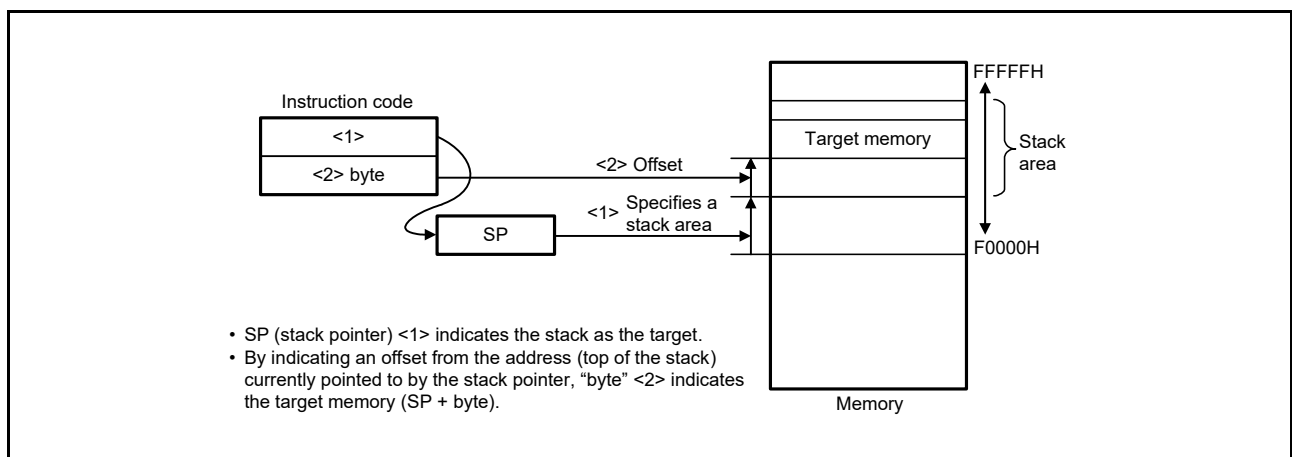 Instruction code
<1>
<2> byte
SP
<2> Offset
<1> Specifies a
stack area
FFFFFH
Target memory
Stack
area
F0000H
Memory
• SP (stack pointer) <1> indicates the stack as the target.
• By indicating an offset from the address (top of the stack)
currently pointed to by the stack pointer, “byte” <2> indicates
the target memory (SP + byte).